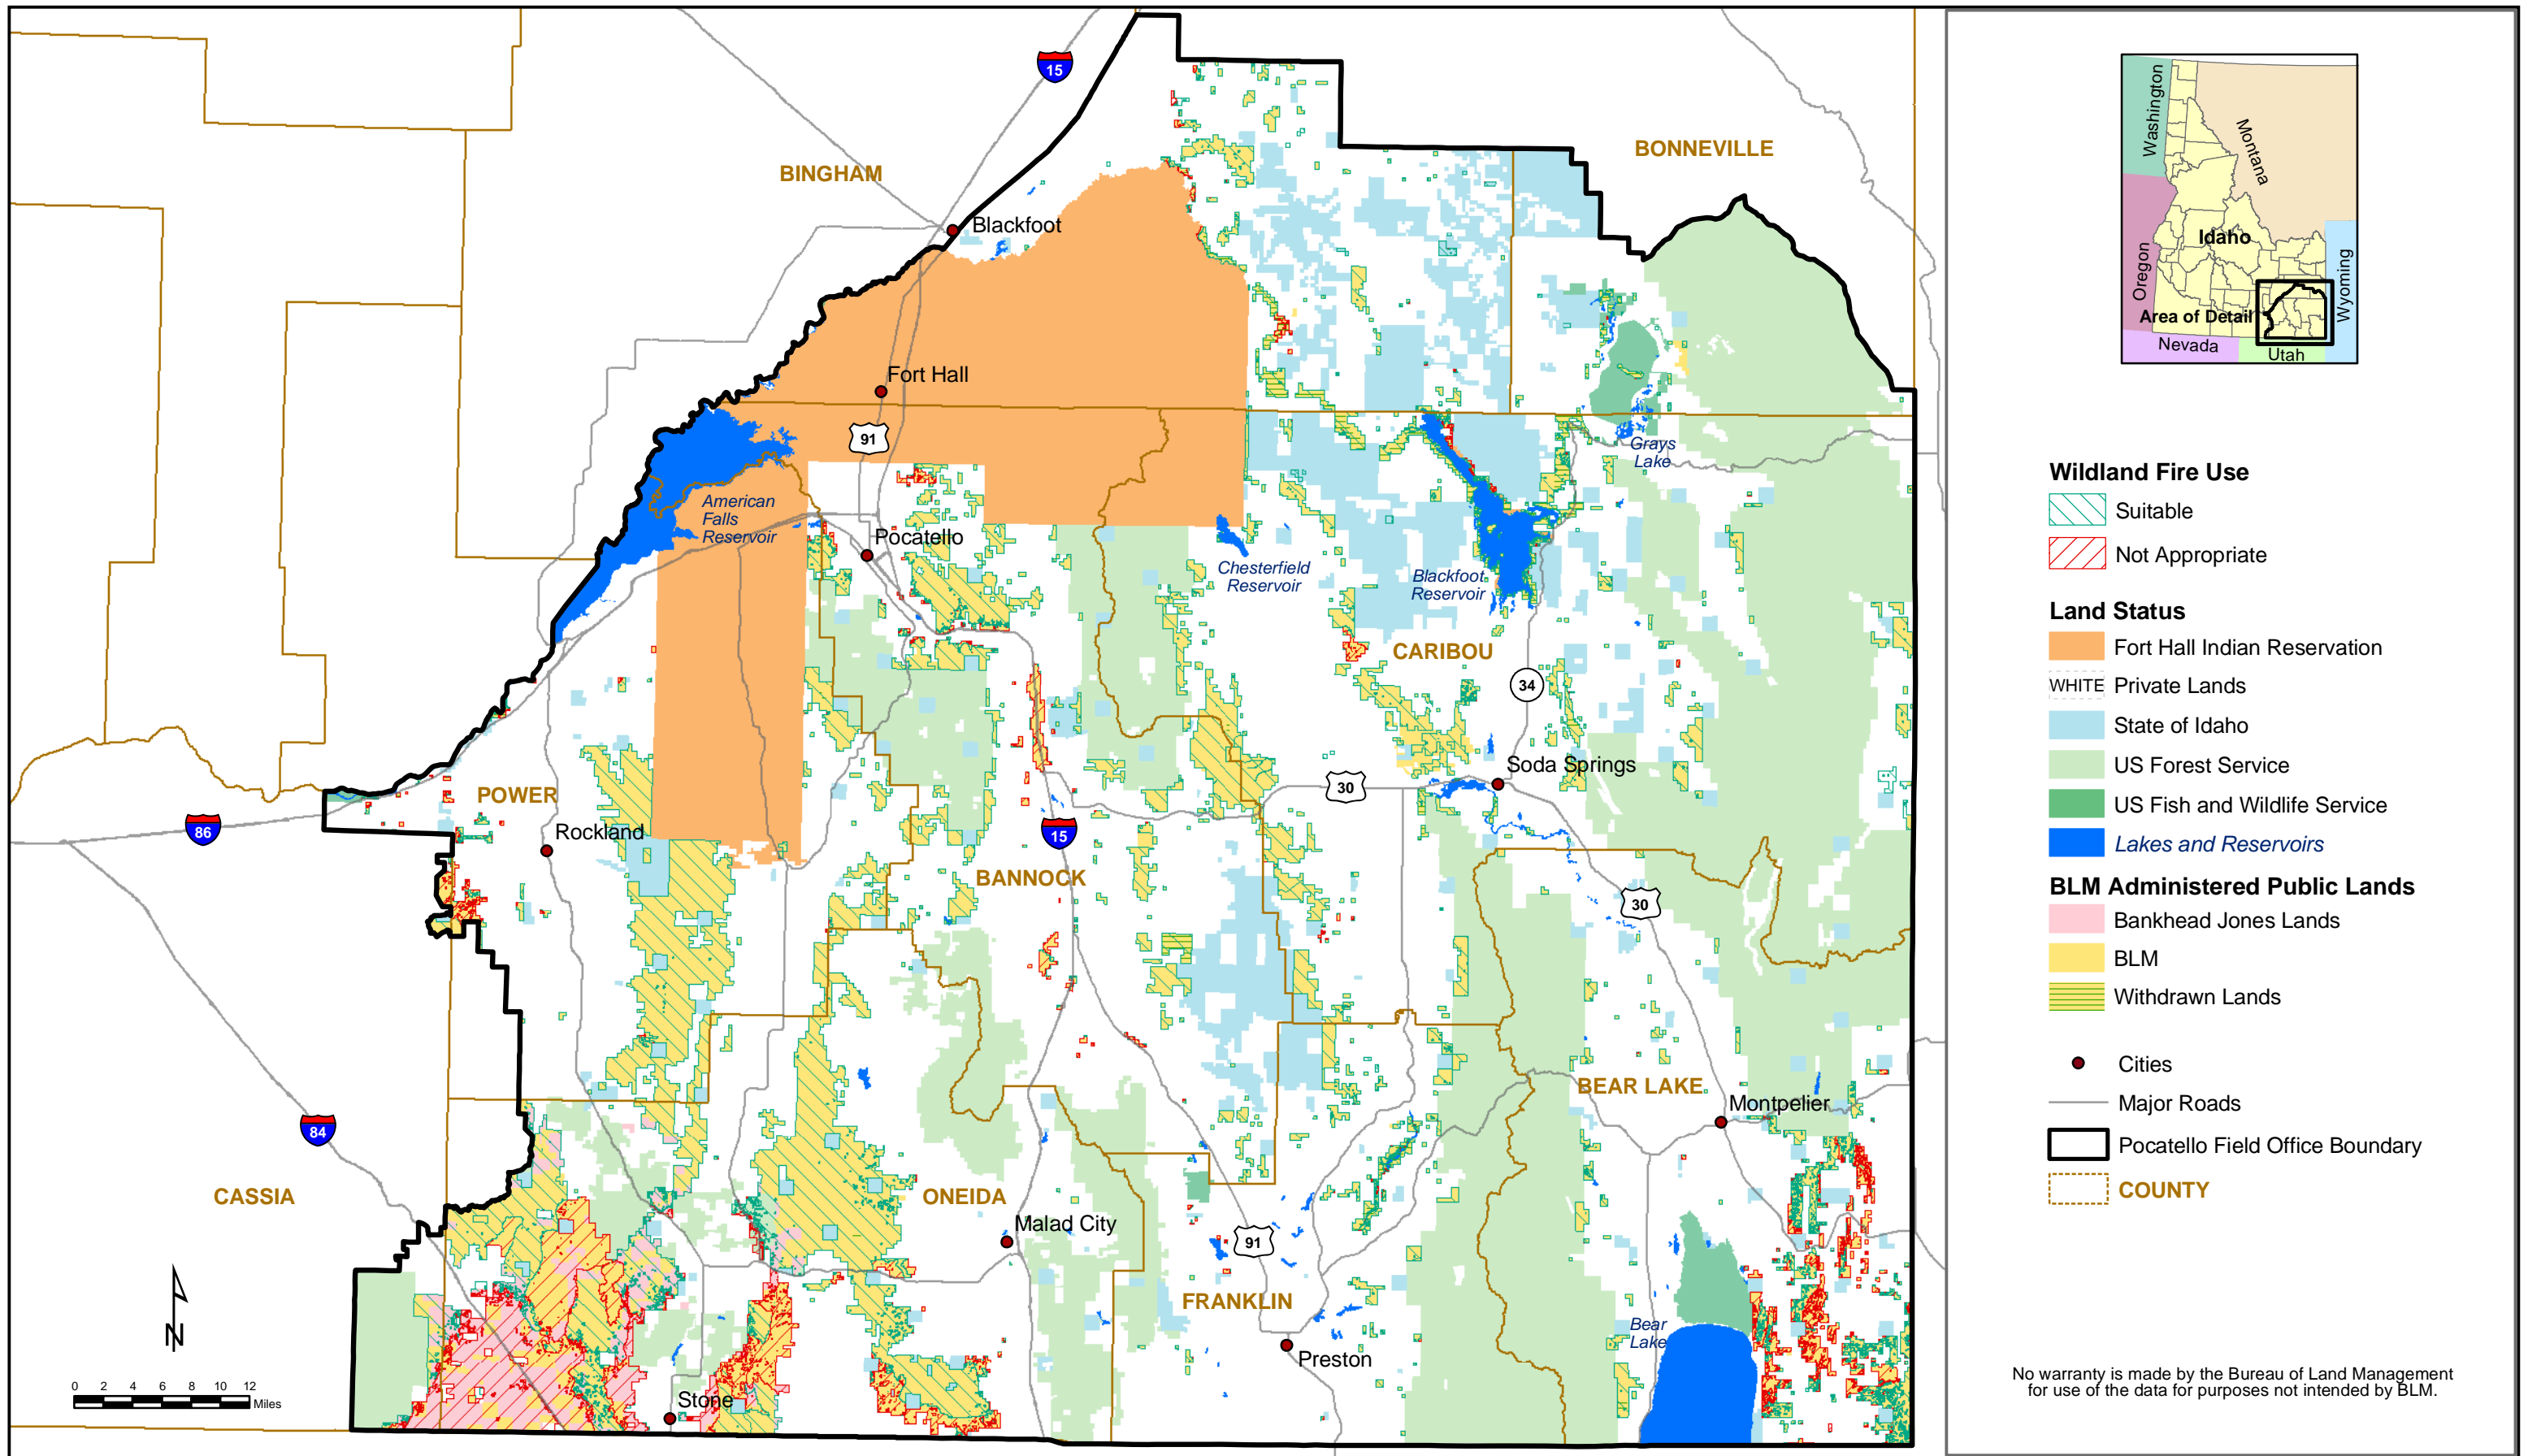 15
BONNEVILLE
BINGHAM
Blackfoot
Fort Hall
91
Grays
Lake
American
Falls
Reservoir
Pocatello
Chesterfield
Reservoir
Blackfoot
Reservoir
CARIBOU
34
Soda Springs
30
POWER
86
Rockland
15
BANNOCK
30
BEAR LAKE
Montpelier
84
CASSIA
ONEIDA
Malad City
91
FRANKLIN
Bear
Lake
Preston
Stone
N
0 2 4 6 8 10 12
Miles
Washington
Montana
Oregon
Idaho
Wyoming
Area of Detail
Nevada
Utah
Wildland Fire Use
Suitable
Not Appropriate
Land Status
Fort Hall Indian Reservation
WHITE Private Lands
State of Idaho
US Forest Service
US Fish and Wildlife Service
Lakes and Reservoirs
BLM Administered Public Lands
Bankhead Jones Lands
BLM
Withdrawn Lands
Cities
Major Roads
Pocatello Field Office Boundary
COUNTY
No warranty is made by the Bureau of Land Management
for use of the data for purposes not intended by BLM.